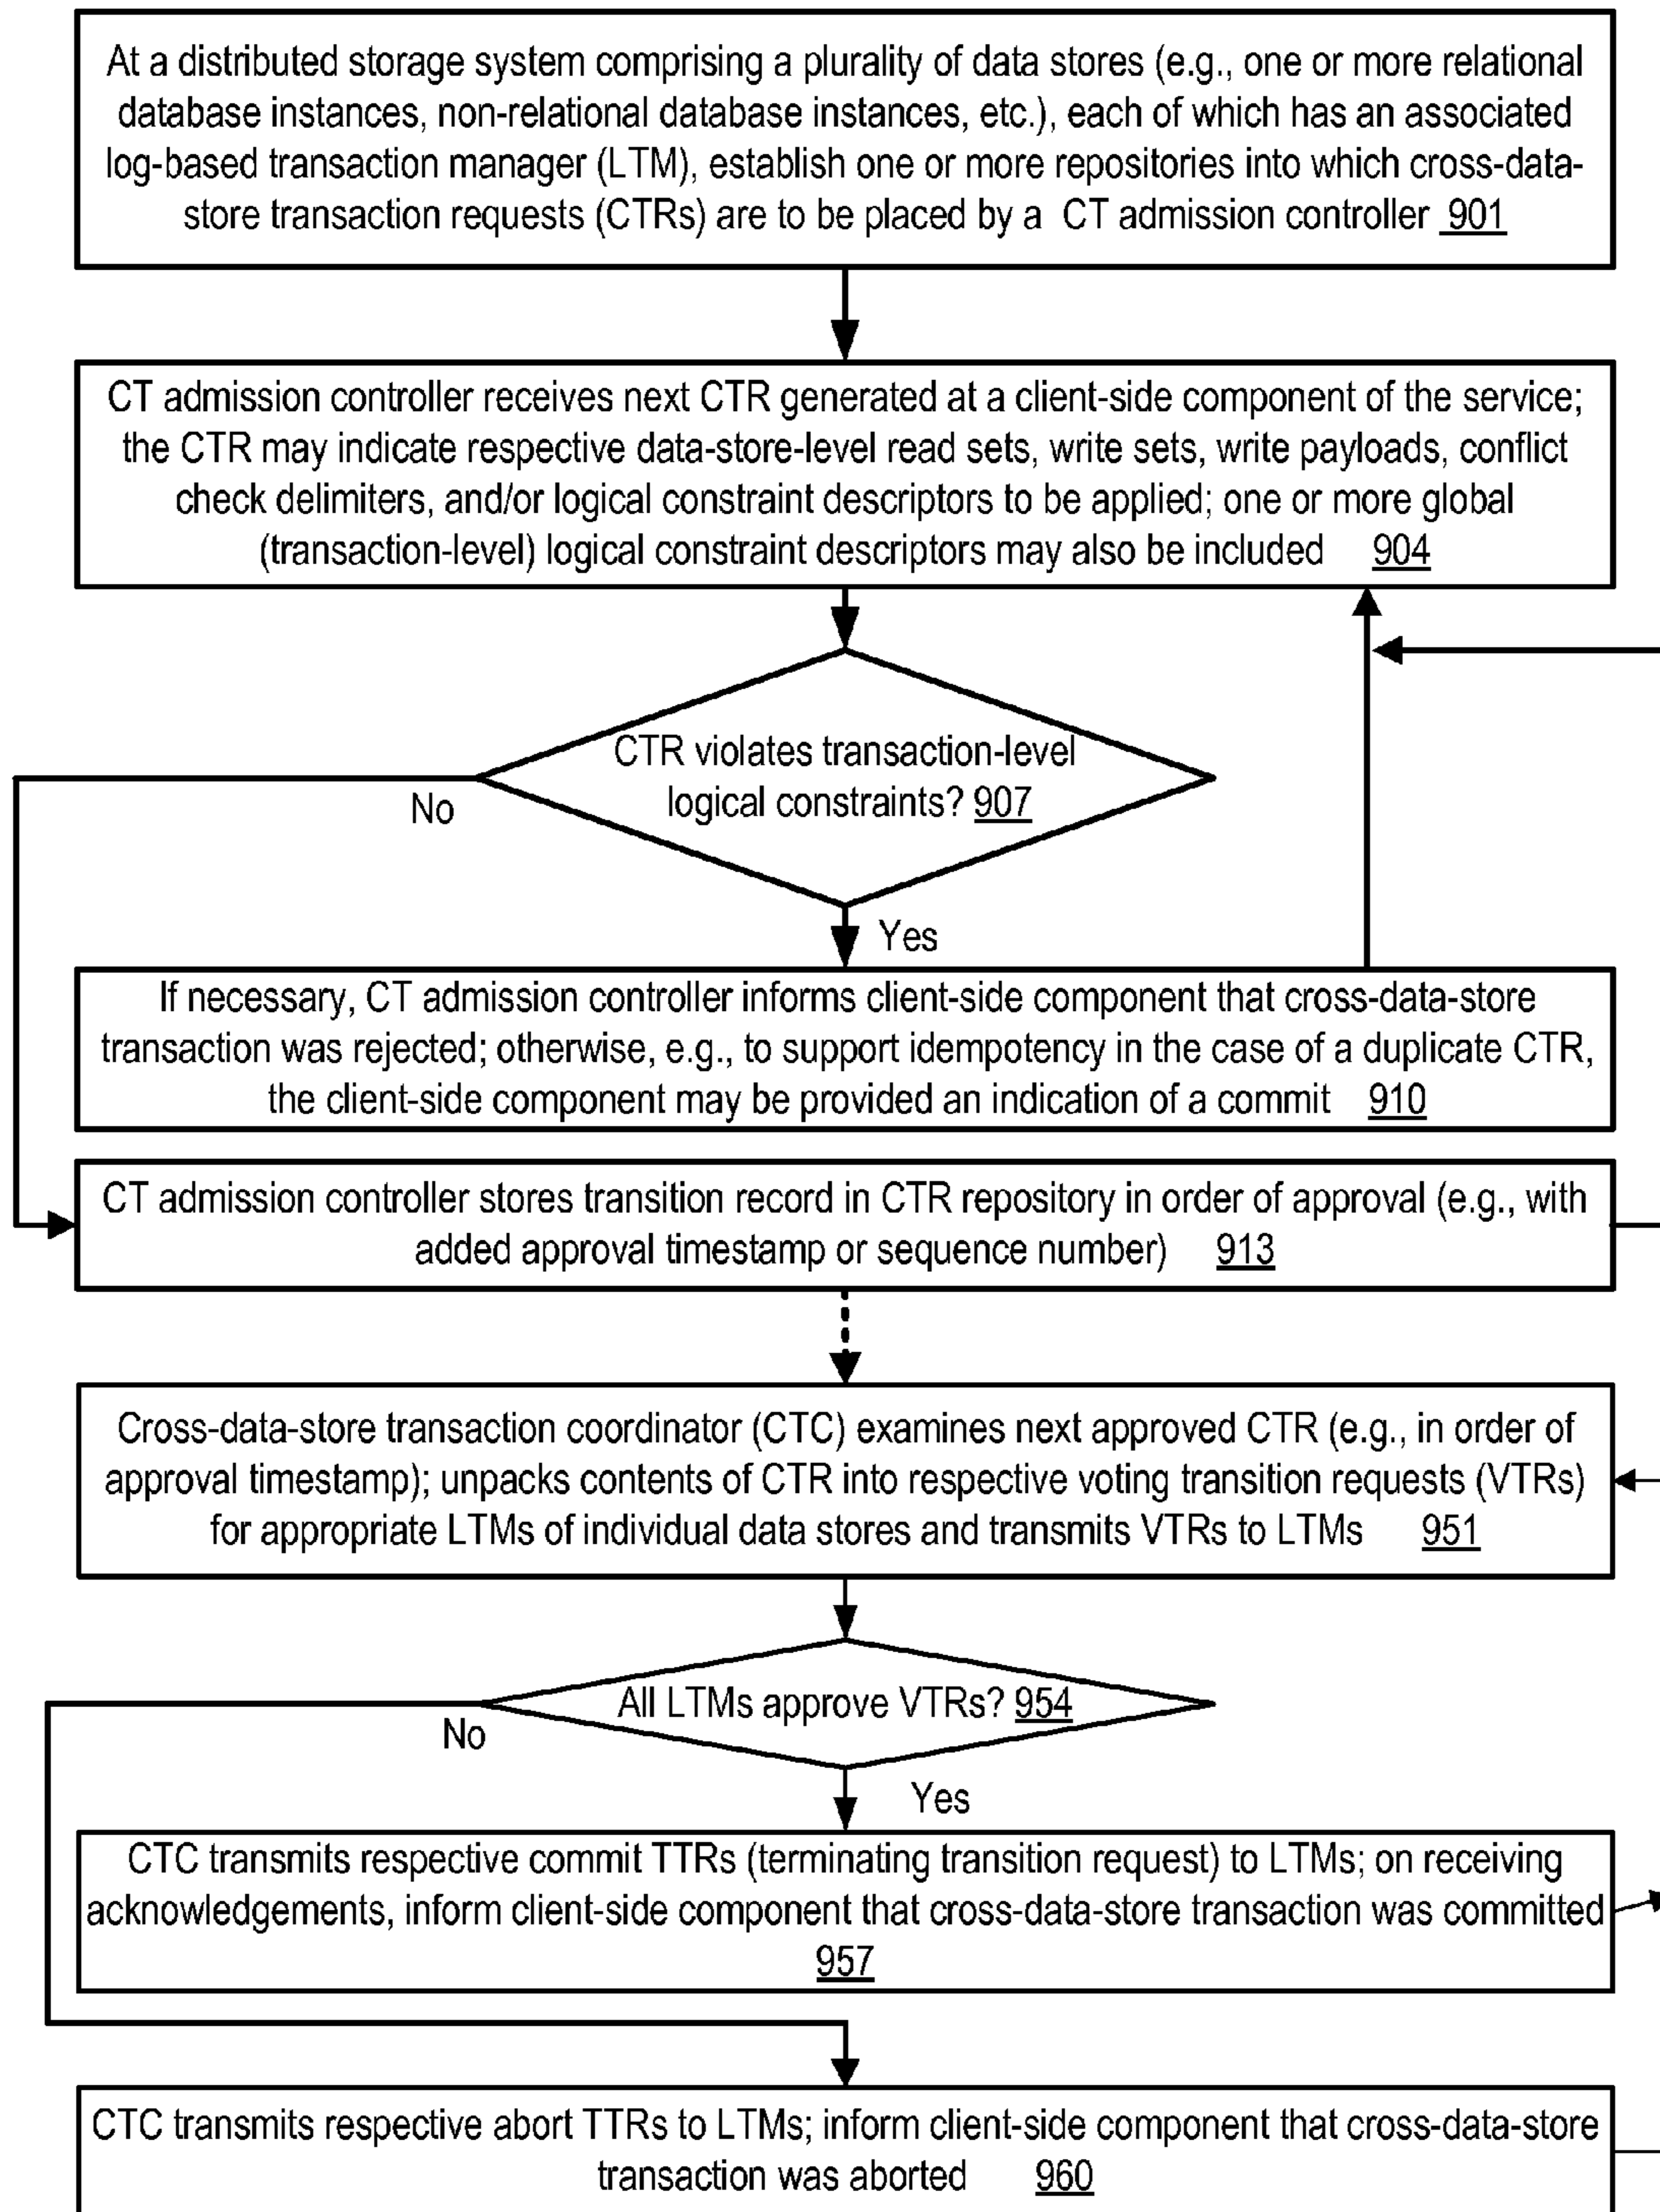 At a distributed storage system comprising a plurality of data stores (e.g., one or more relational
database instances, non-relational database instances, etc.), each of which has an associated
log-based transaction manager (LTM), establish one or more repositories into which cross-data-
store transaction requests (CTRs) are to be placed by a CT admission controller 901
CT admission controller receives next CTR generated at a client-side component of the service;
the CTR may indicate respective data-store-level read sets, write sets, write payloads, conflict
check delimiters, and/or logical constraint descriptors to be applied; one or more global
(transaction-level) logical constraint descriptors may also be included 904
CTR violates transaction-level
logical constraints? 907
No
Yes
If necessary, CT admission controller informs client-side component that cross-data-store
transaction was rejected; otherwise, e.g., to support idempotency in the case of a duplicate CTR,
the client-side component may be provided an indication of a commit 910
CT admission controller stores transition record in CTR repository in order of approval (e.g., with
added approval timestamp or sequence number) 913
Cross-data-store transaction coordinator (CTC) examines next approved CTR (e.g., in order of
approval timestamp); unpacks contents of CTR into respective voting transition requests (VTRs)
for appropriate LTMs of individual data stores and transmits VTRs to LTMs 951
All LTMs approve VTRs? 954
No
Yes
CTC transmits respective commit TTRs (terminating transition request) to LTMs; on receiving
acknowledgements, inform client-side component that cross-data-store transaction was committed
957
CTC transmits respective abort TTRs to LTMs; inform client-side component that cross-data-store
transaction was aborted 960